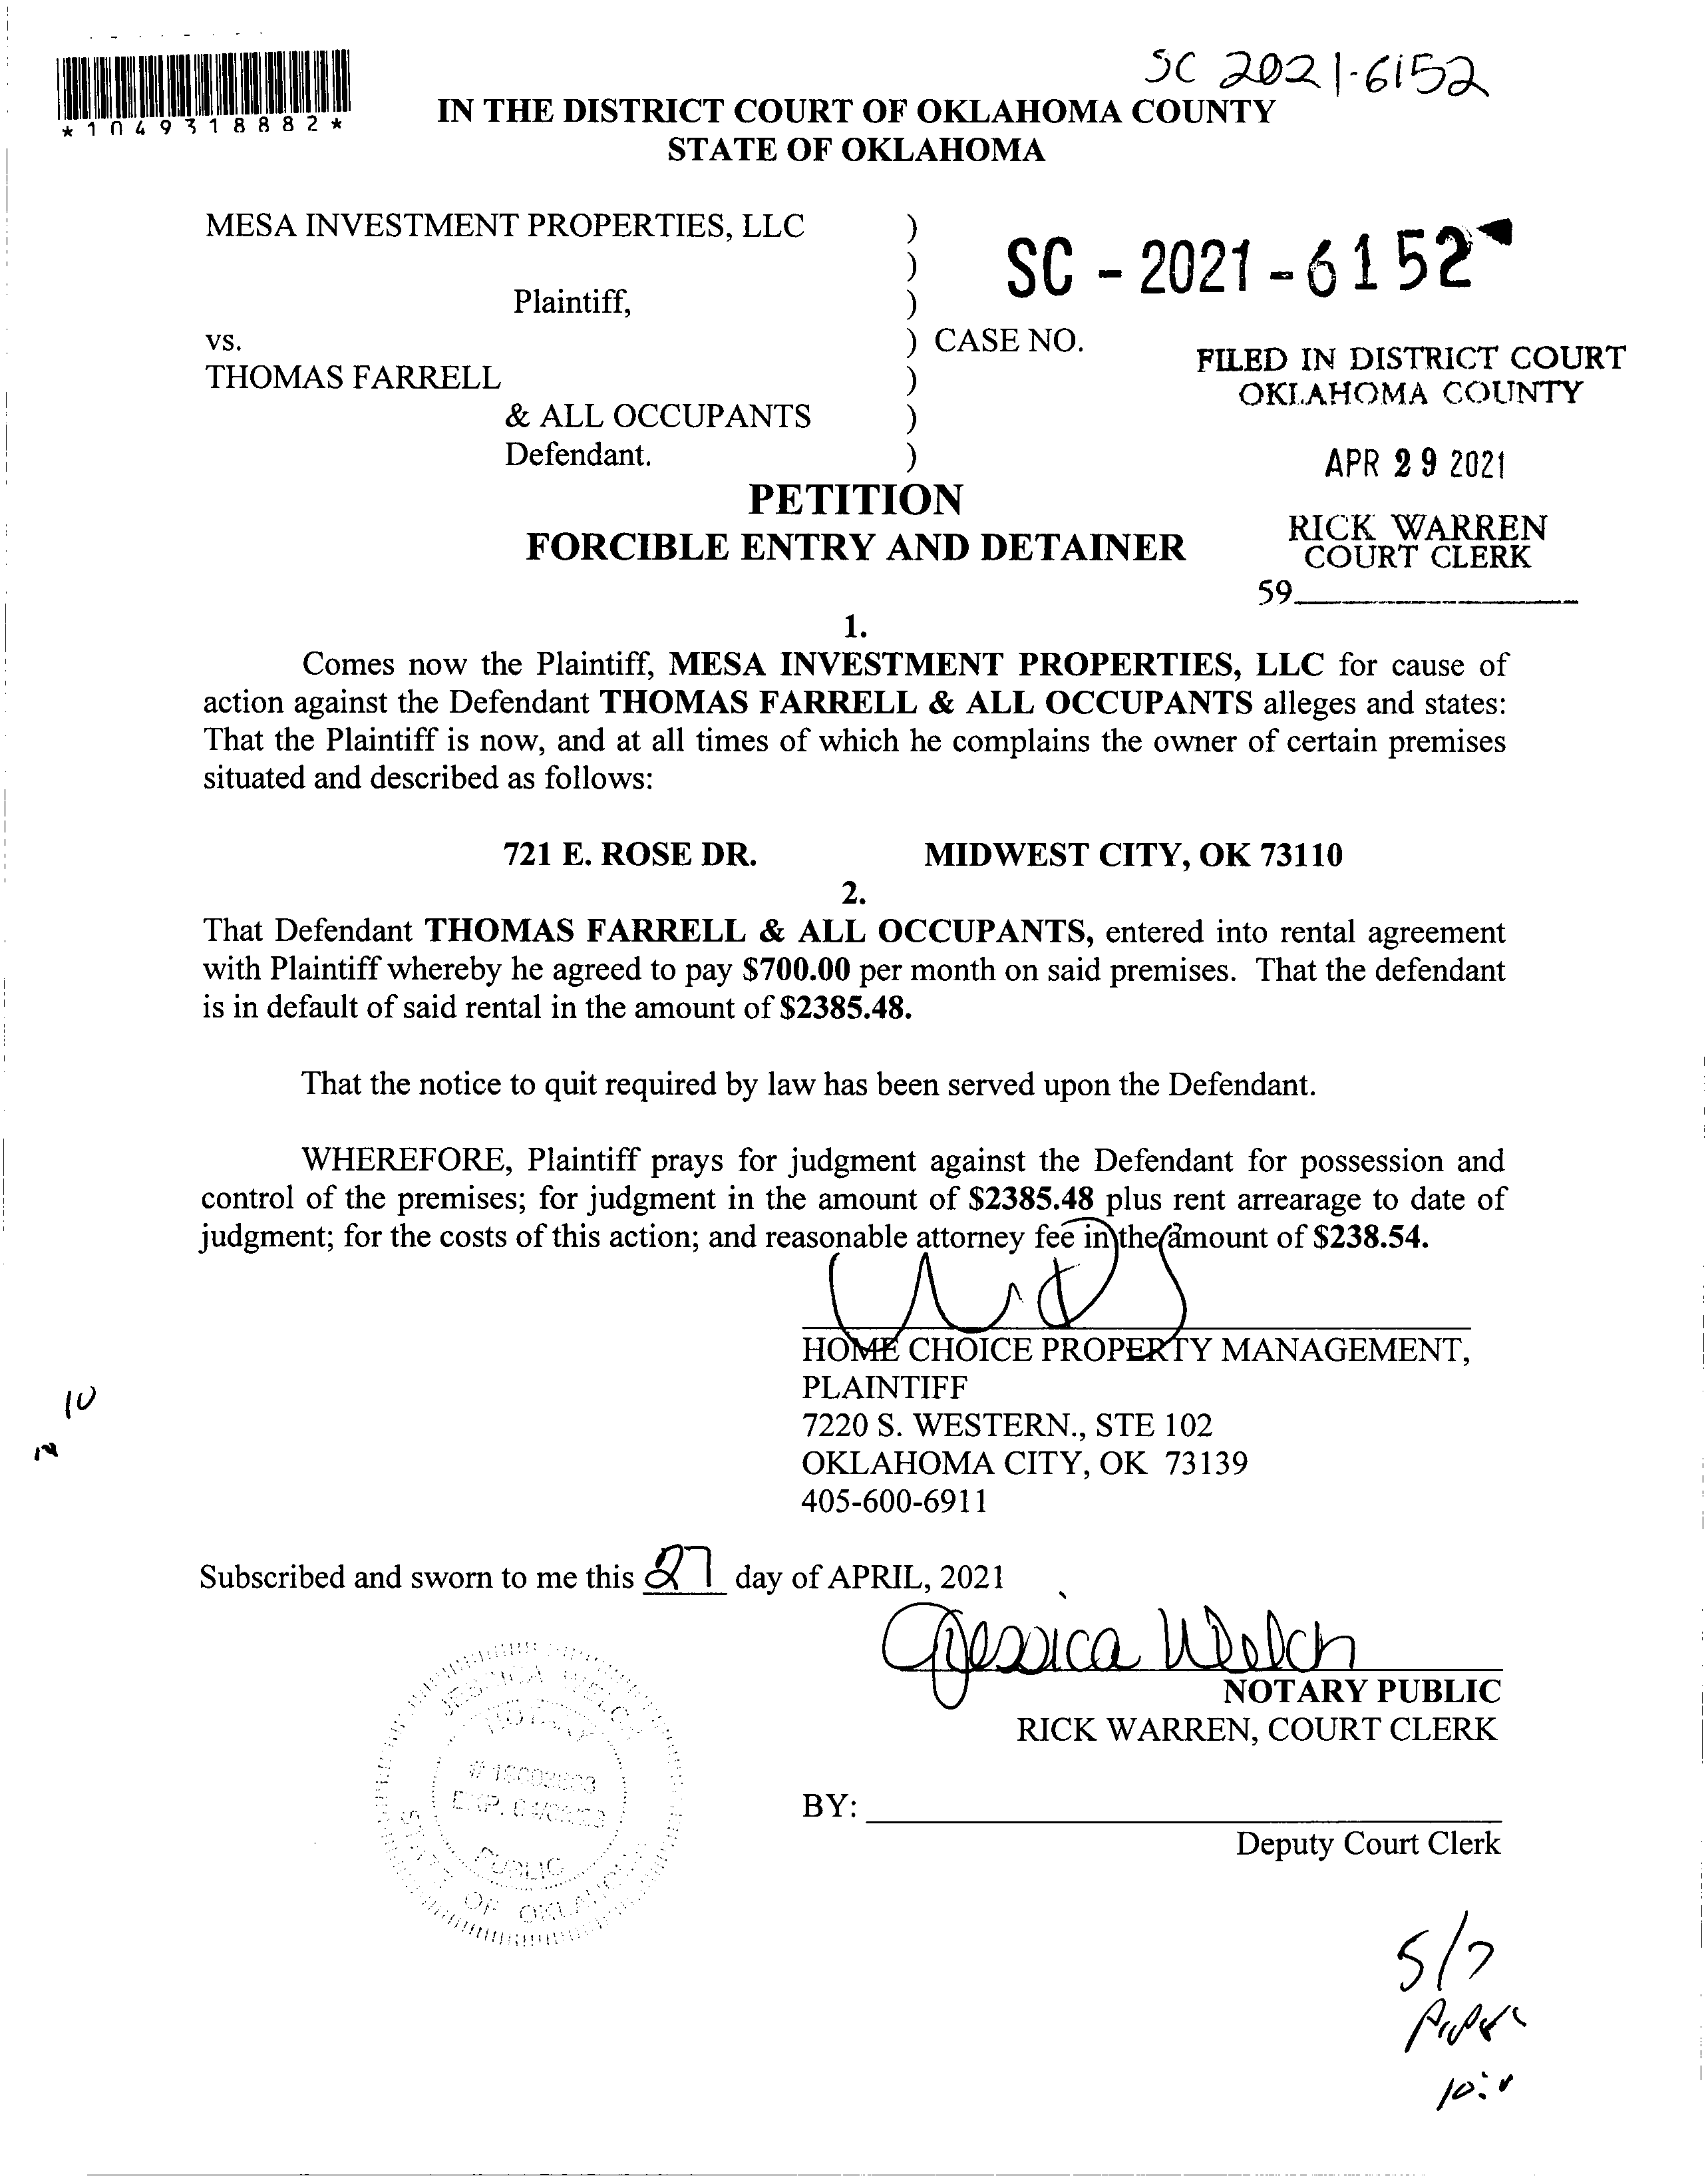 SC 2021-6152
*1049318882*
IN THE DISTRICT COURT OF OKLAHOMA COUNTY
STATE OF OKLAHOMA
MESA INVESTMENT PROPERTIES, LLC )
)
SC - 2021 - 6152
Plaintiff, )
vs. ) CASE NO.
THOMAS FARRELL )
& ALL OCCUPANTS )
Defendant. )
FILED IN DISTRICT COURT
OKLAHOMA COUNTY
APR 29 2021
RICK WARREN
COURT CLERK
59
PETITION
FORCIBLE ENTRY AND DETAINER
1.
Comes now the Plaintiff, MESA INVESTMENT PROPERTIES, LLC for cause of
action against the Defendant THOMAS FARRELL & ALL OCCUPANTS alleges and states:
That the Plaintiff is now, and at all times of which he complains the owner of certain premises
situated and described as follows:
721 E. ROSE DR. MIDWEST CITY, OK 73110
2.
That Defendant THOMAS FARRELL & ALL OCCUPANTS, entered into rental agreement
with Plaintiff whereby he agreed to pay $700.00 per month on said premises. That the defendant
is in default of said rental in the amount of $2385.48.
That the notice to quit required by law has been served upon the Defendant.
WHEREFORE, Plaintiff prays for judgment against the Defendant for possession and
control of the premises; for judgment in the amount of $2385.48 plus rent arrearage to date of
judgment; for the costs of this action; and reasonable attorney fee in the amount of $238.54.
HOME CHOICE PROPERTY MANAGEMENT,
PLAINTIFF
7220 S. WESTERN., STE 102
OKLAHOMA CITY, OK 73139
405-600-6911
10
Subscribed and sworn to me this 27 day of APRIL, 2021
Jessica Welch
NOTARY PUBLIC
RICK WARREN, COURT CLERK
BY:
Deputy Court Clerk
JESSICA WELCH
NOTARY
EXP.
PUBLIC
STATE OF OKLAHOMA
5/7